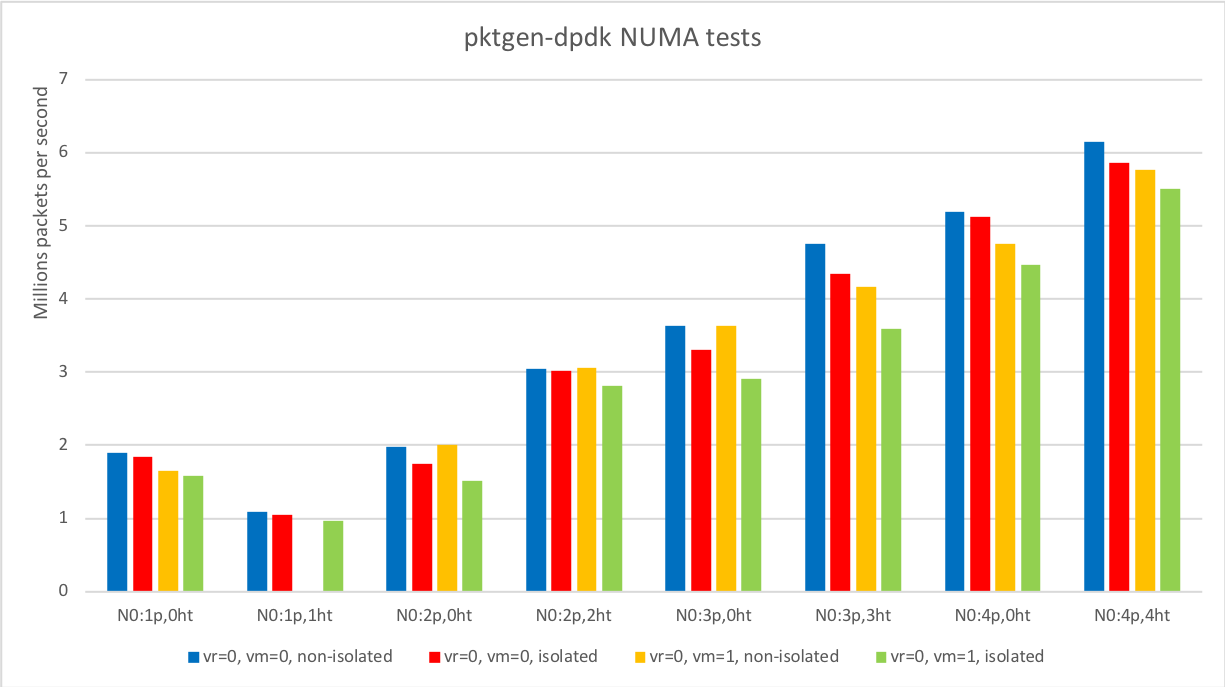 pktgen-dpdk NUMA tests
Millions packets per second
7
6
5
4
3
2
1
0
N0:1p,0ht N0:1p,1ht N0:2p,0ht N0:2p,2ht N0:3p,0ht N0:3p,3ht N0:4p,0ht N0:4p,4ht
vr=0, vm=0, non-isolated vr=0, vm=0, isolated vr=0, vm=1, non-isolated vr=0, vm=1, isolated